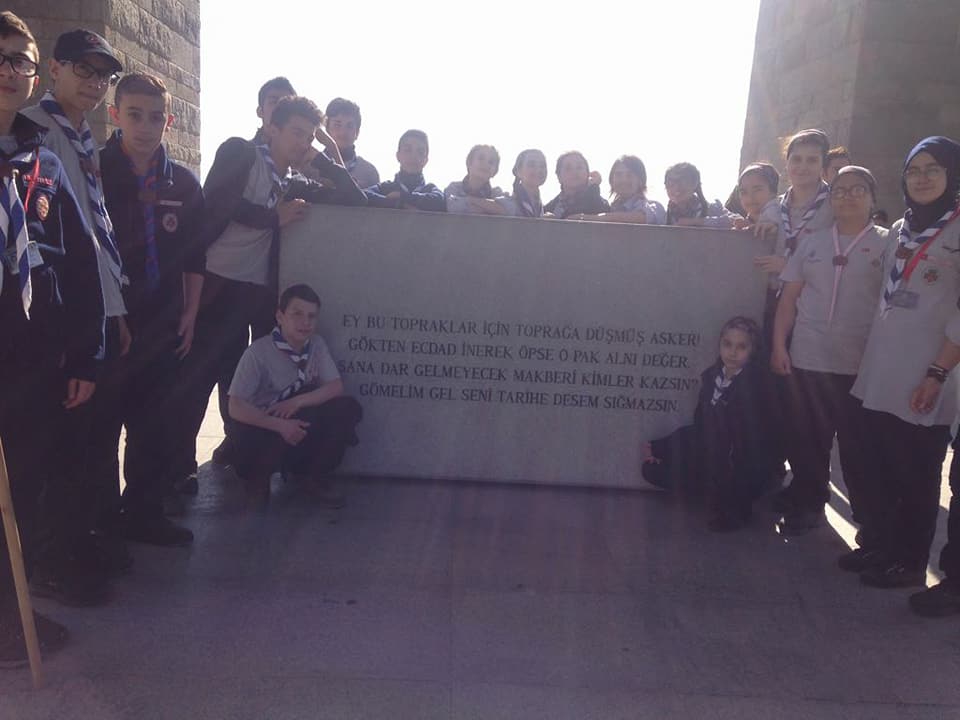 EY BU TOPRAKLAR İÇİN TOPRAĞA DÜŞMÜŞ ASKER!
GÖKTEN ECDAD İNEREK ÖPSE O PAK ALNI DEĞER.
SANA DAR GELMEYECEK MAKBERİ KİMLER KAZSIN?
GÖMELİM GEL SENİ TARİHE DESEM SIĞMAZSIN.